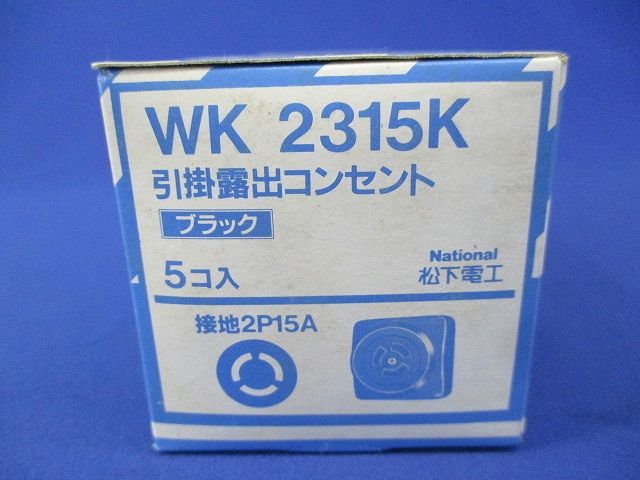 WK 2315K
引掛露出コンセント
ブラック
5コ入
National
松下電工
接地2P15A